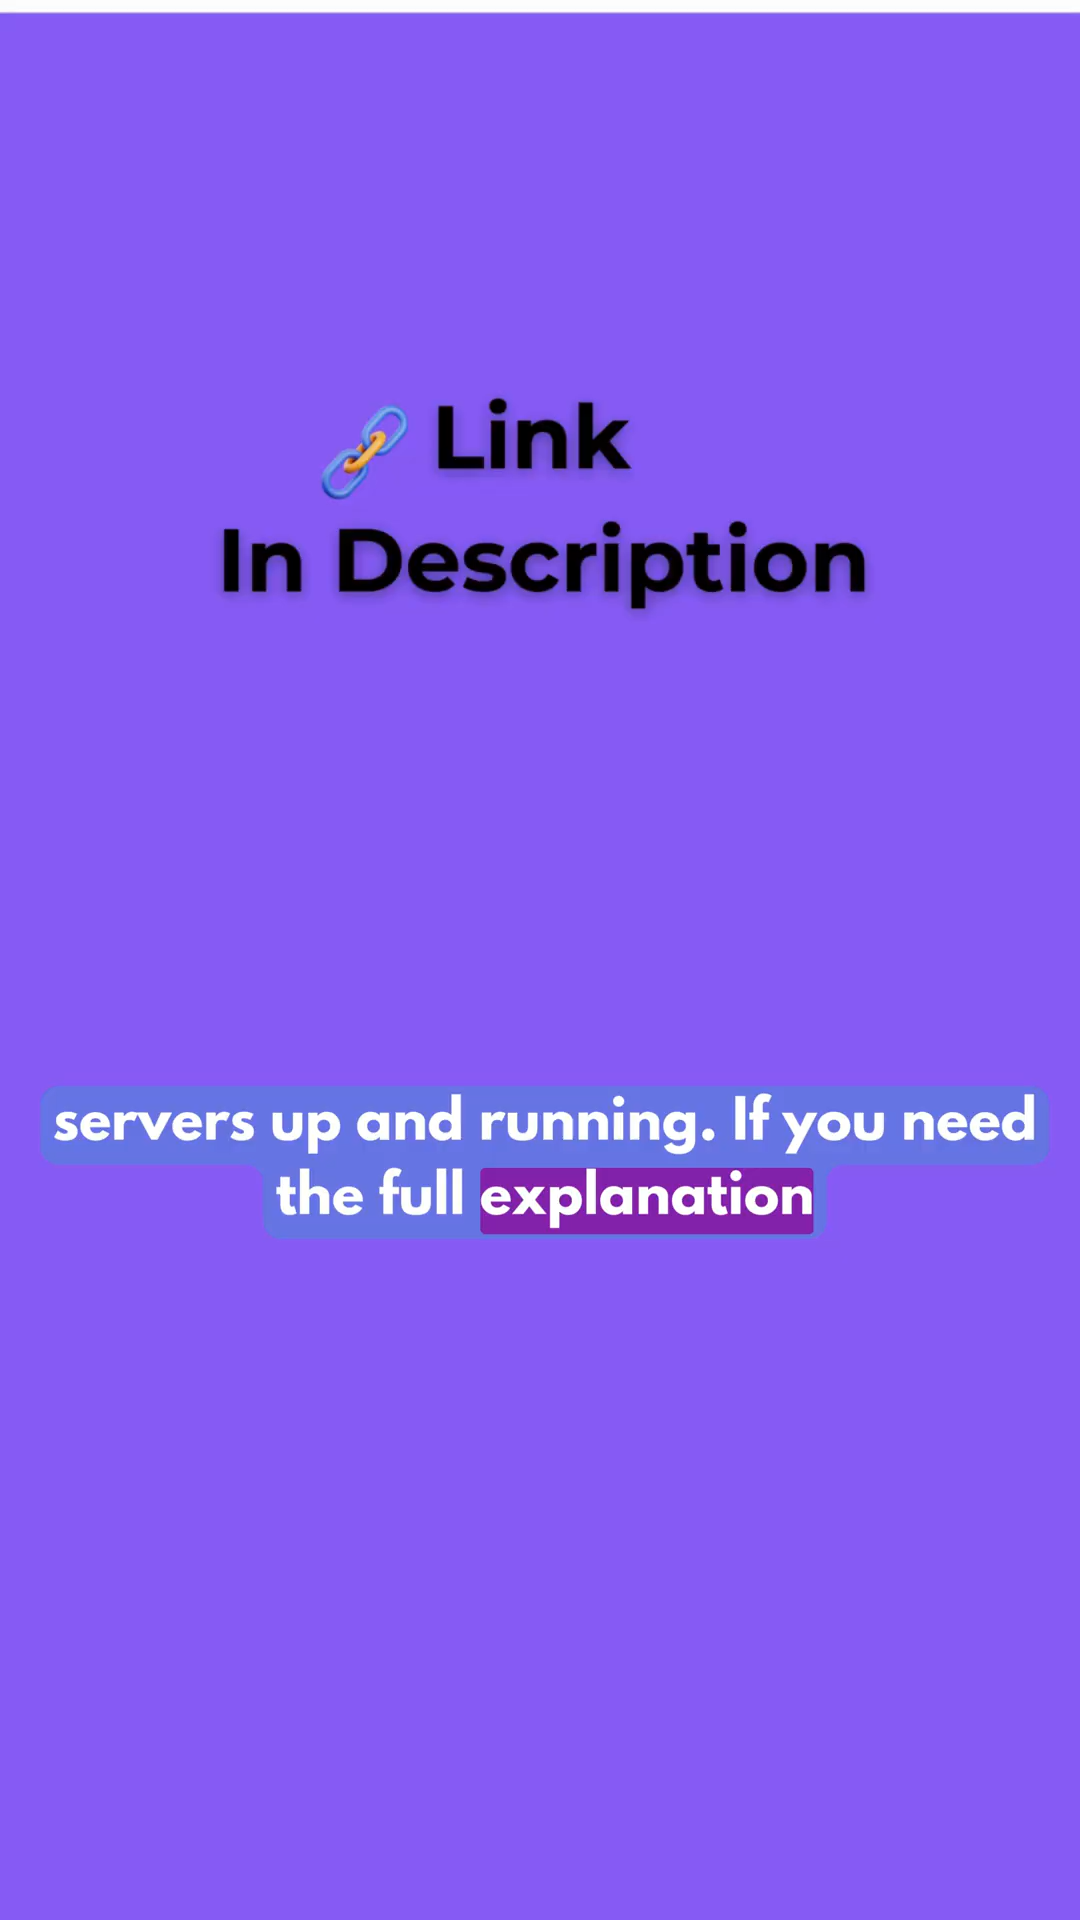 🔗 Link
In Description
servers up and running. If you need
the full explanation